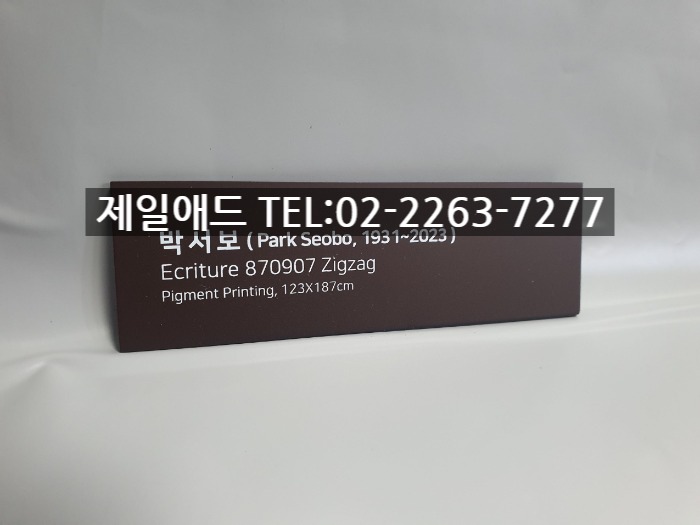 제일애드 TEL:02-2263-7277
박서보 ( Park Seobo, 1931~2023 )
Ecriture 870907 Zigzag
Pigment Printing, 123X187cm